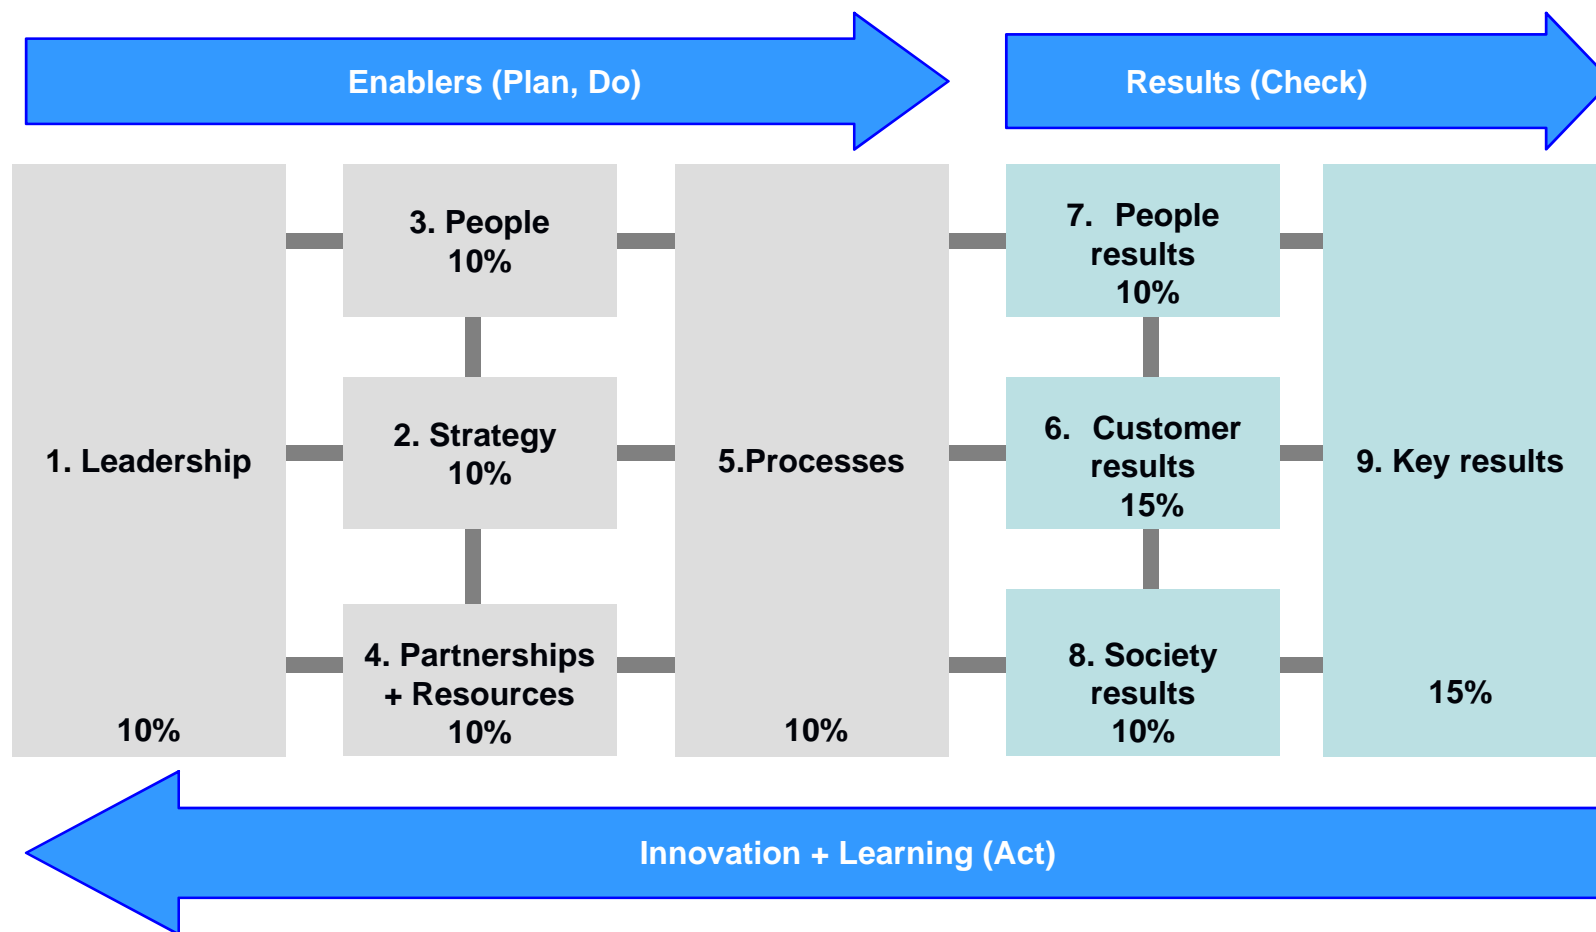 Enablers (Plan, Do)
Results (Check)
1. Leadership
10%
3. People
10%
2. Strategy
10%
4. Partnerships
+ Resources
10%
5.Processes
10%
7. People
results
10%
6. Customer
results
15%
8. Society
results
10%
9. Key results
15%
Innovation + Learning (Act)